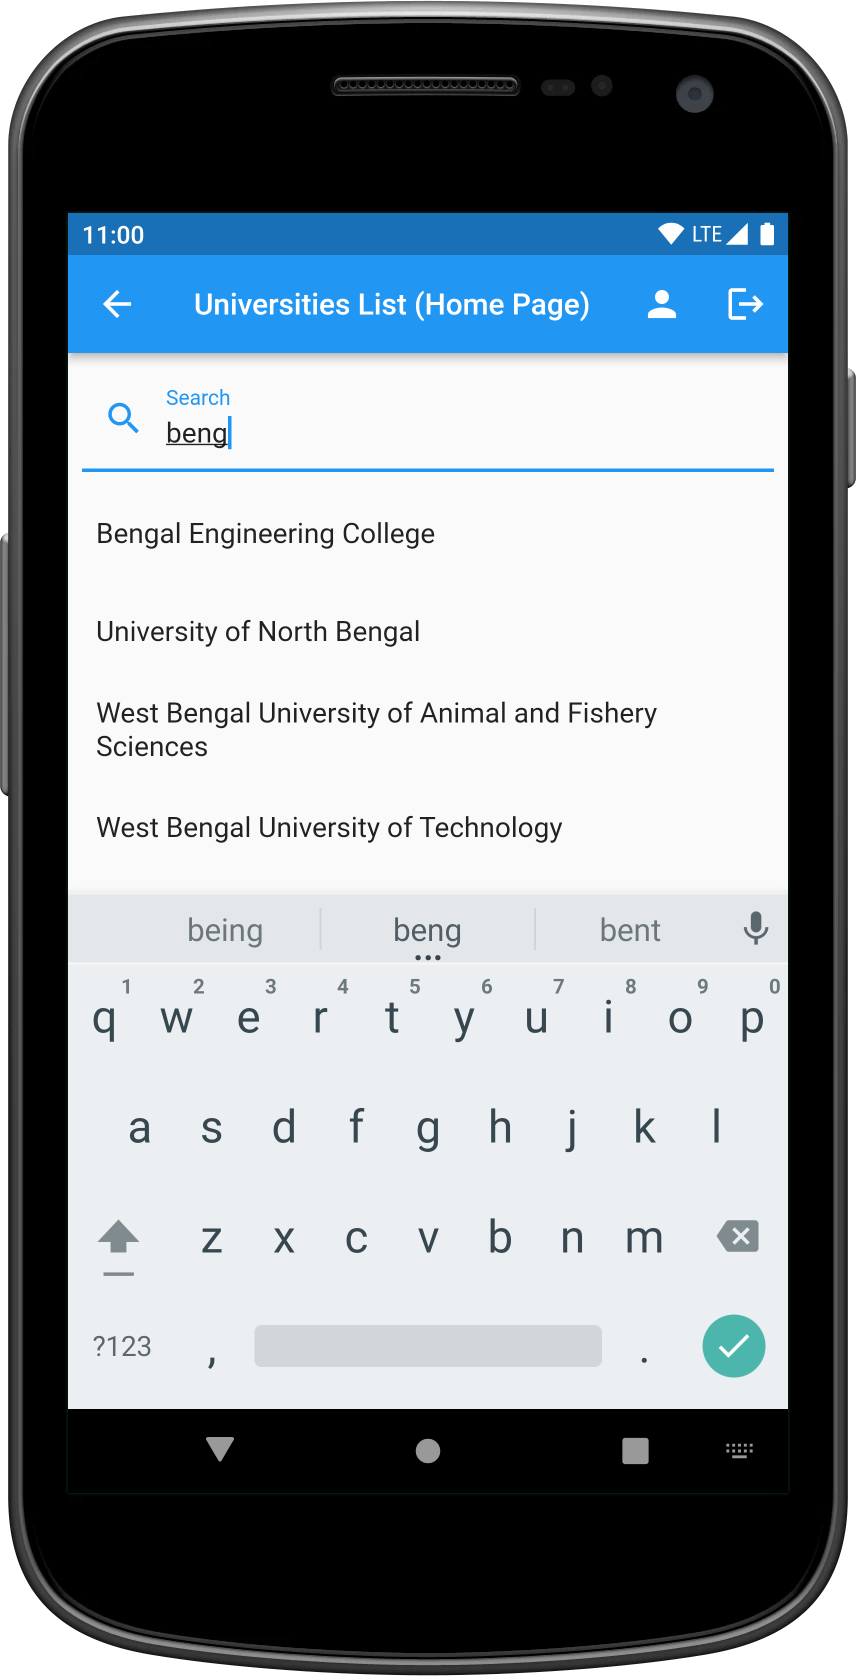 11:00 LTE
Universities List (Home Page)
Search
beng
Bengal Engineering College
University of North Bengal
West Bengal University of Animal and Fishery
Sciences
West Bengal University of Technology
being beng bent
1 2 3 4 5 6 7 8 9 0
q w e r t y u i o p
a s d f g h j k l
z x c v b n m
?123 , .